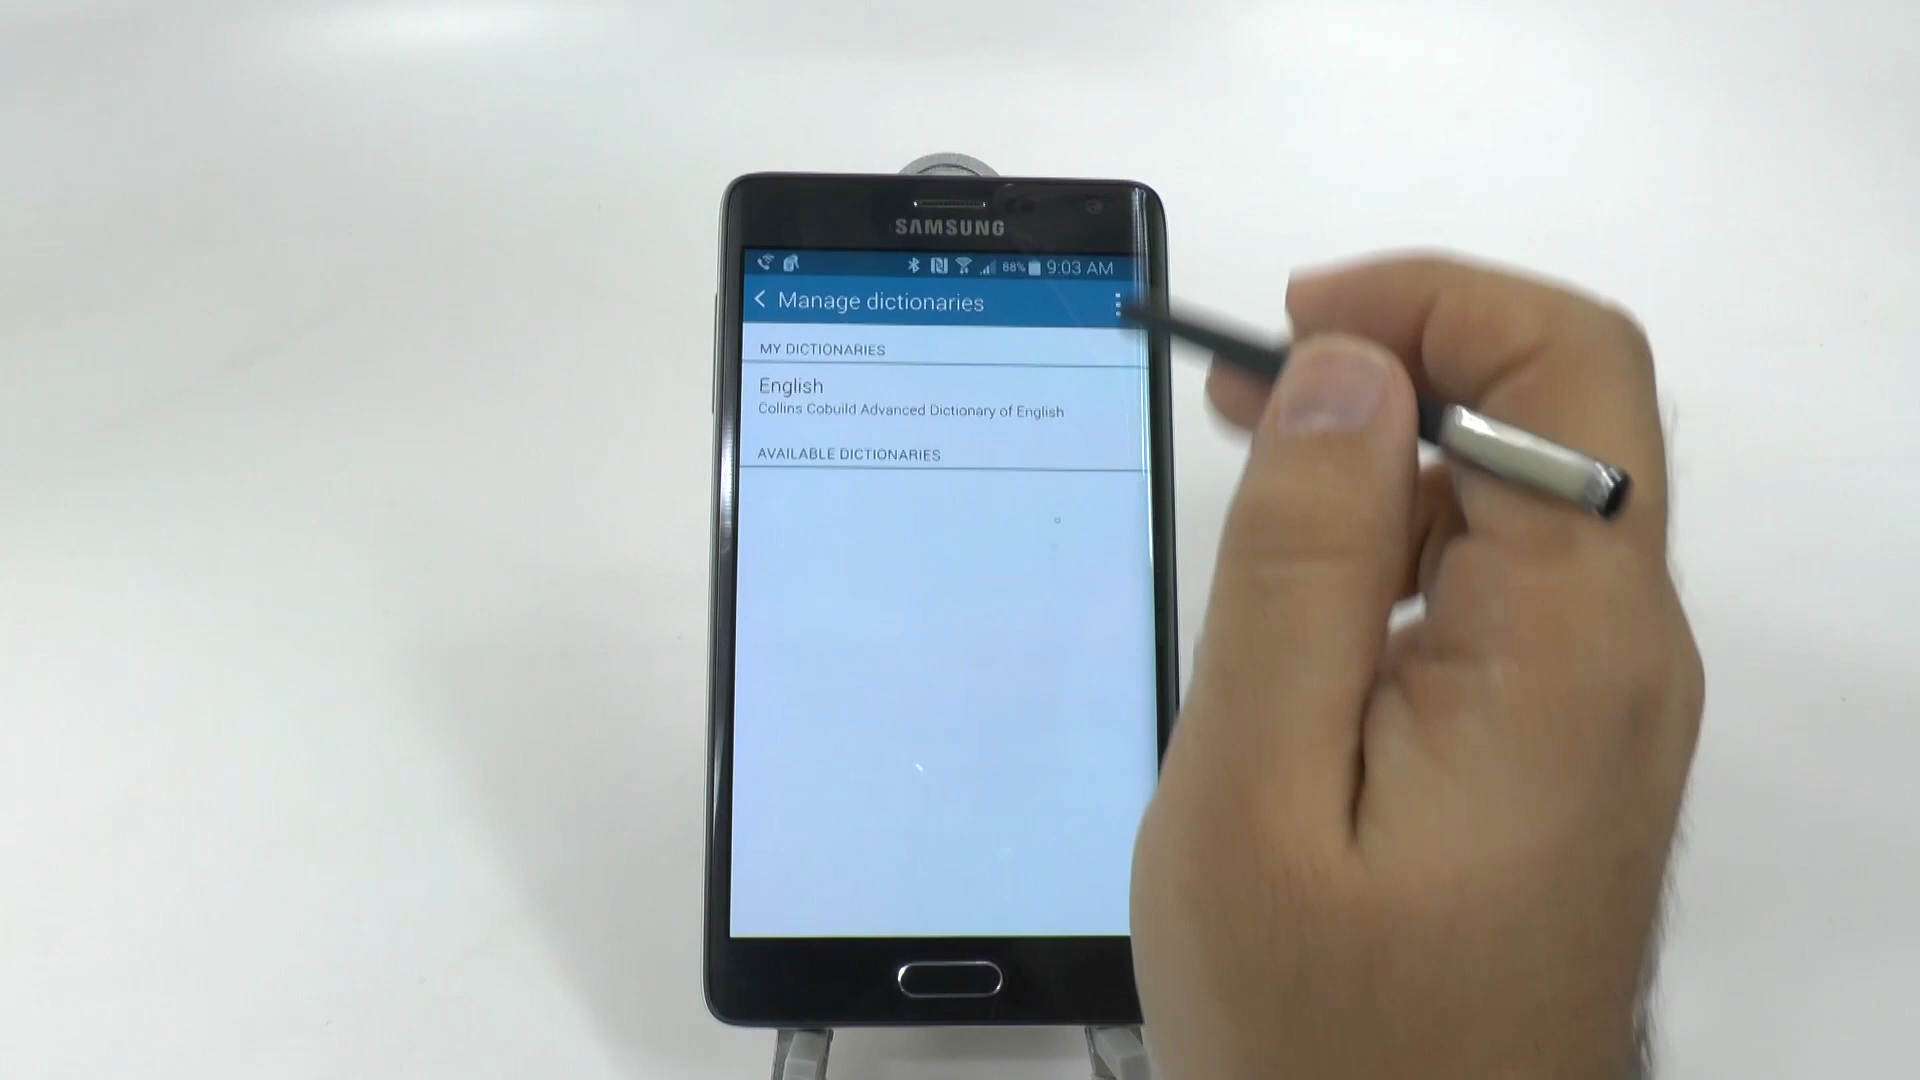 SAMSUNG
88% 9:03 AM
Manage dictionaries
MY DICTIONARIES
English
Collins Cobuild Advanced Dictionary of English
AVAILABLE DICTIONARIES